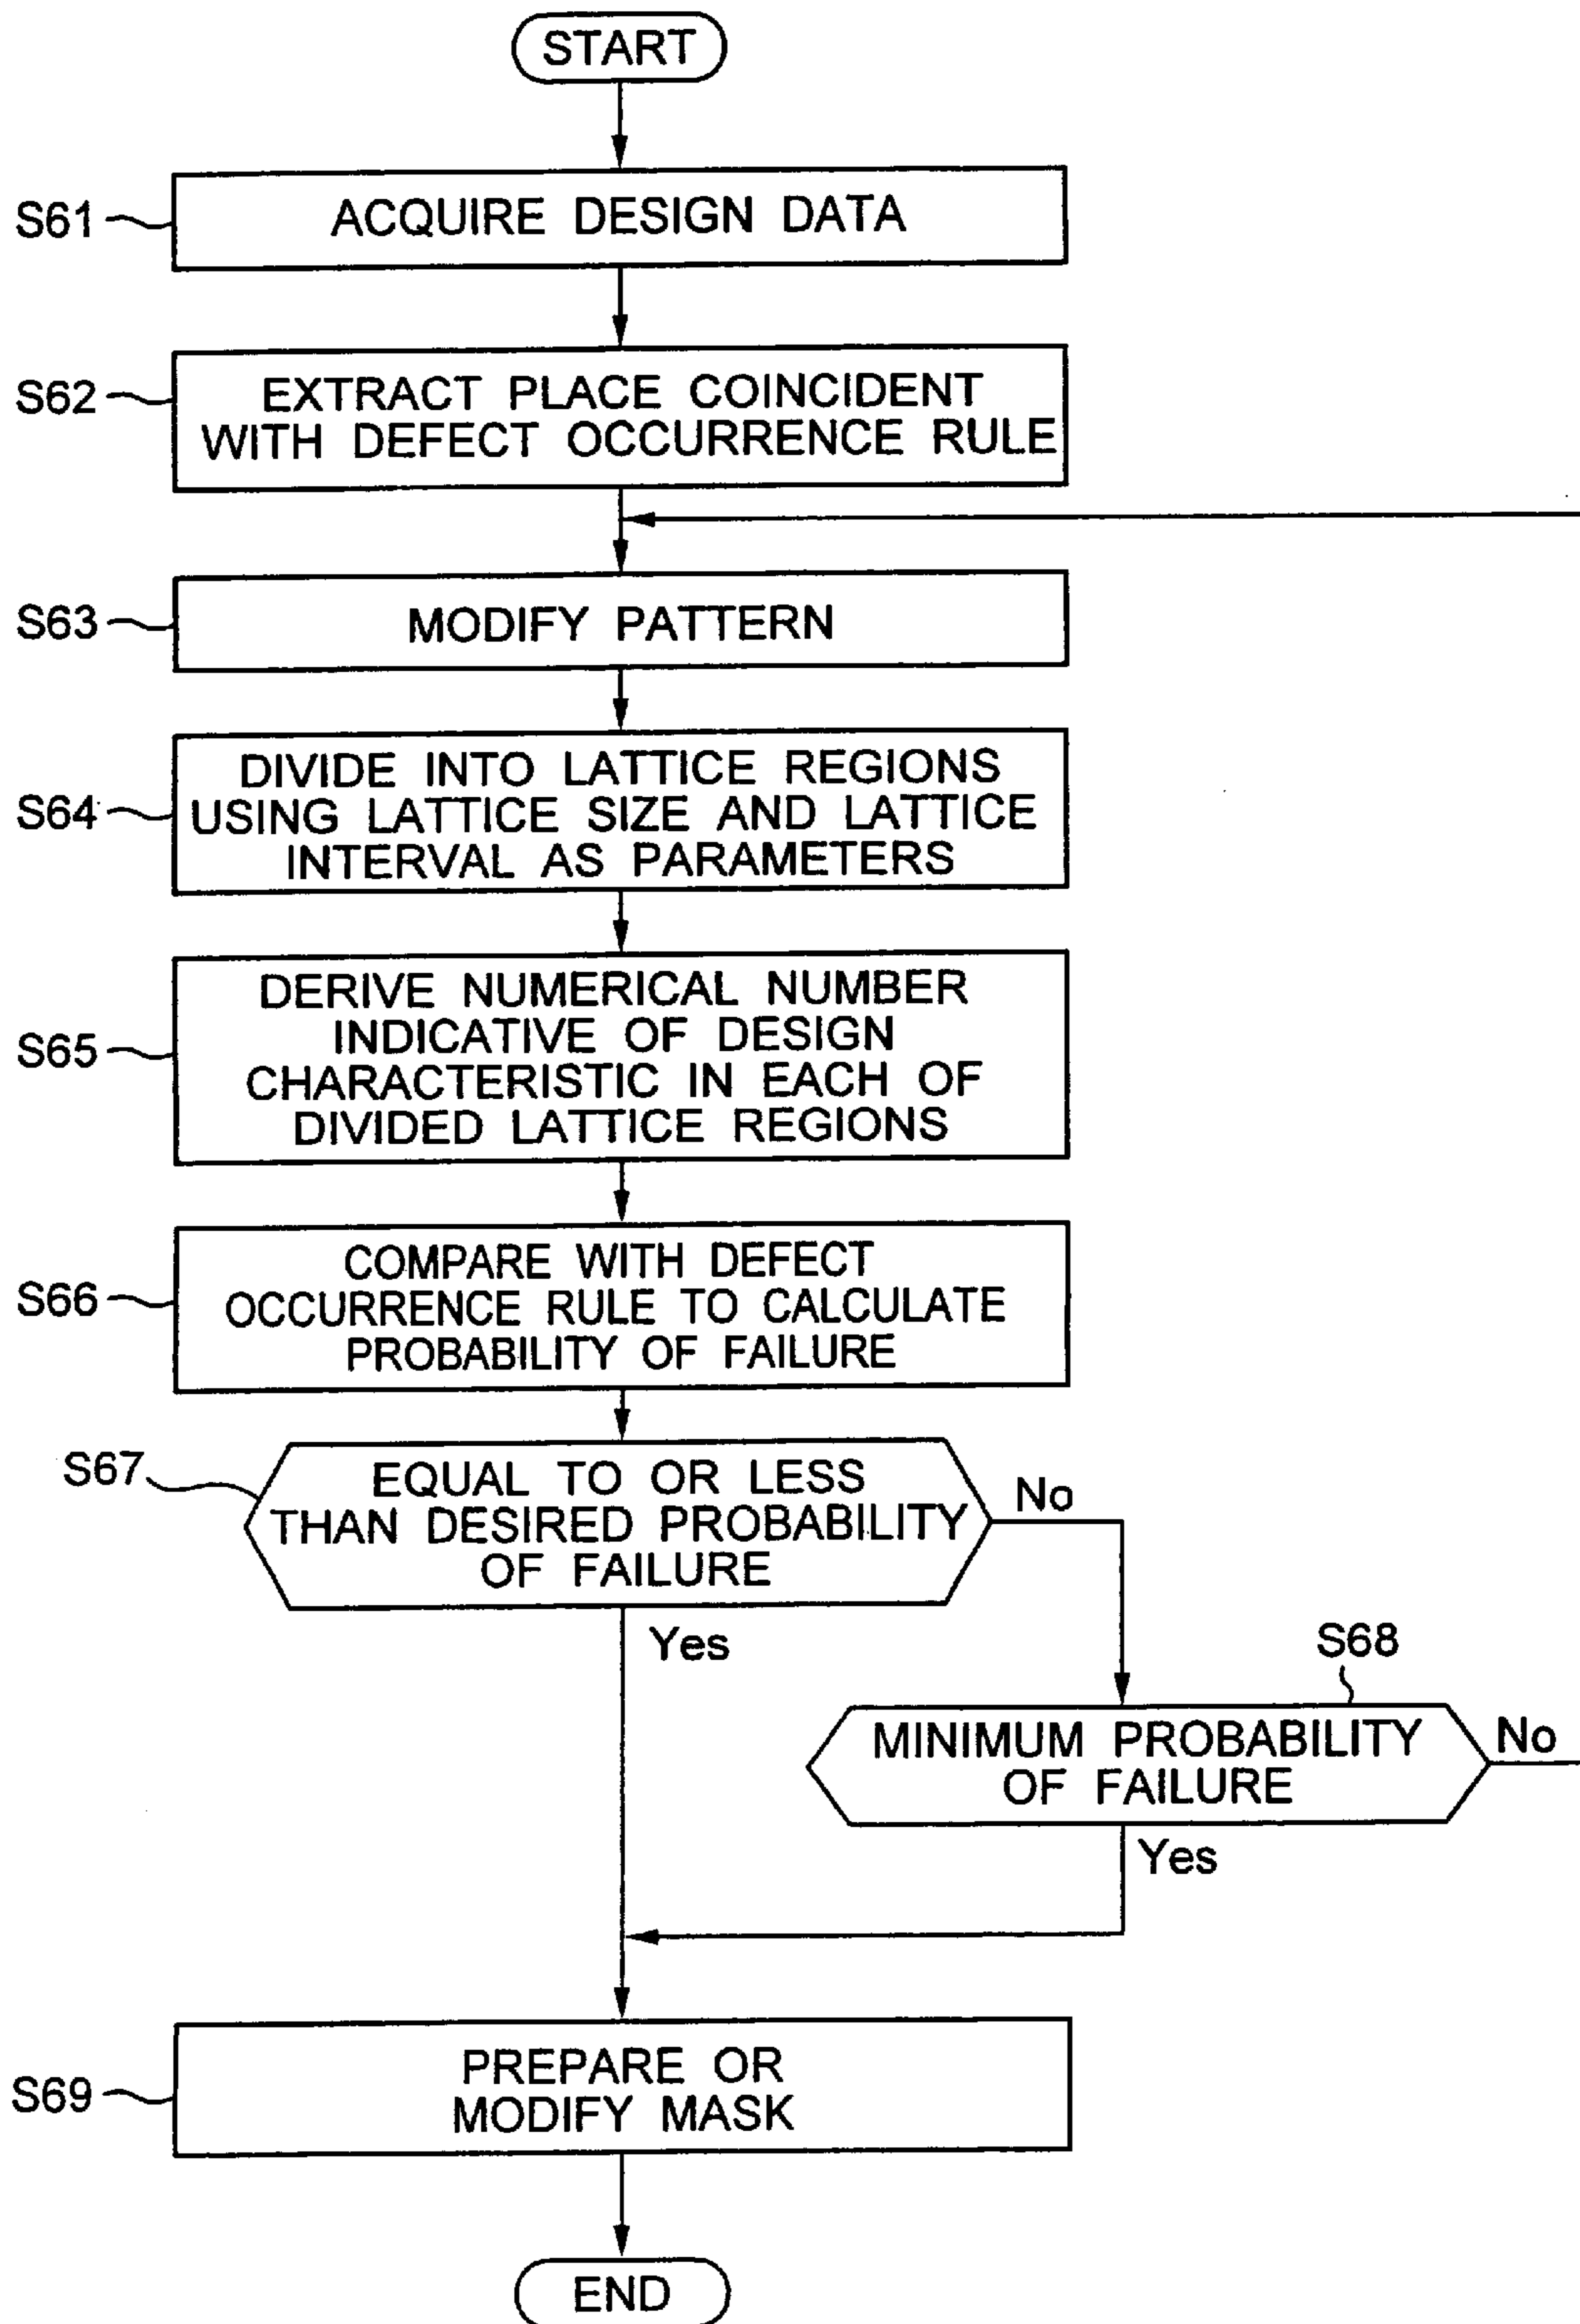 START
S61
ACQUIRE DESIGN DATA
S62
EXTRACT PLACE COINCIDENT
WITH DEFECT OCCURRENCE RULE
S63
MODIFY PATTERN
S64
DIVIDE INTO LATTICE REGIONS
USING LATTICE SIZE AND LATTICE
INTERVAL AS PARAMETERS
S65
DERIVE NUMERICAL NUMBER
INDICATIVE OF DESIGN
CHARACTERISTIC IN EACH OF
DIVIDED LATTICE REGIONS
S66
COMPARE WITH DEFECT
OCCURRENCE RULE TO CALCULATE
PROBABILITY OF FAILURE
S67
EQUAL TO OR LESS
THAN DESIRED PROBABILITY
OF FAILURE
No
Yes
S68
MINIMUM PROBABILITY
OF FAILURE
No
Yes
S69
PREPARE OR
MODIFY MASK
END